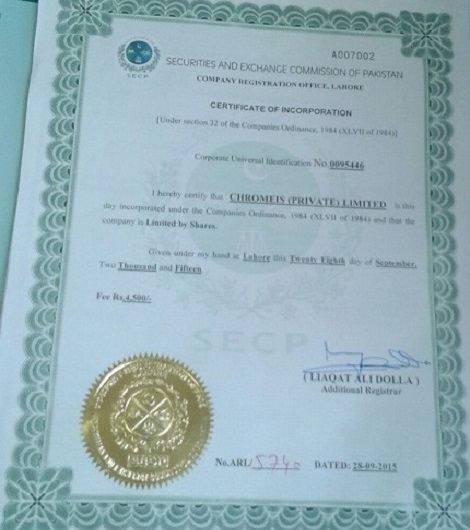 A007002
SECP
SECURITIES AND EXCHANGE COMMISSION OF PAKISTAN
COMPANY REGISTRATION OFFICE, LAHORE
CERTIFICATE OF INCORPORATION
[Under section 32 of the Companies Ordinance, 1984 (XLVII of 1984)]
Corporate Universal Identification No. 0095446
I hereby certify that CHROMEIS (PRIVATE) LIMITED is this
day incorporated under the Companies Ordinance, 1984 (XLVII of 1984) and that the
company is Limited by Shares.
Given under my hand at Lahore this Twenty Eighth day of September,
Two Thousand and Fifteen
Fee Rs.4,500/-
SECP
(LIAQAT ALI DOLLA)
Additional Registrar
No.ARL/5740 DATED: 28-09-2015